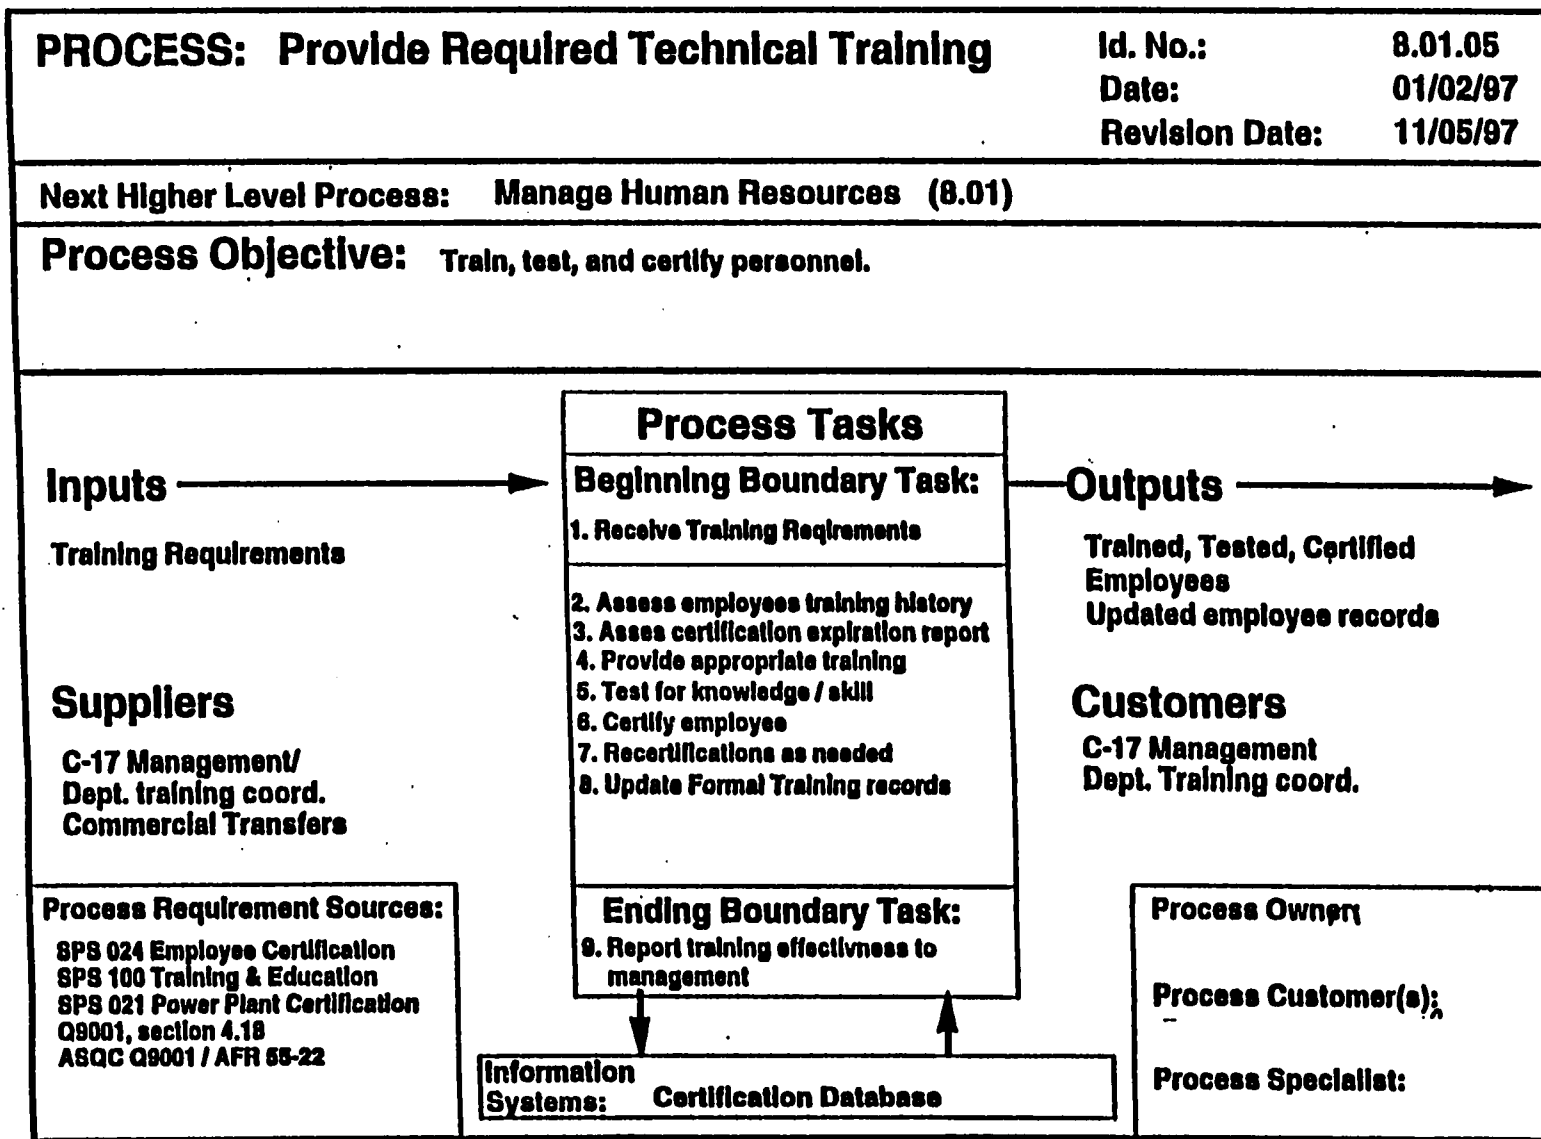 PROCESS: Provide Required Technical Training
Id. No.: 8.01.05
Date: 01/02/97
Revision Date: 11/05/97
Next Higher Level Process: Manage Human Resources (8.01)
Process Objective: Train, test, and certify personnel.
Inputs
Training Requirements
Suppliers
C-17 Management/
Dept. training coord.
Commercial Transfers
Process Tasks
Beginning Boundary Task:
1. Receive Training Reqirements
2. Assess employees training history
3. Asses certification expiration report
4. Provide appropriate training
5. Test for knowledge / skill
6. Certify employee
7. Recertifications as needed
8. Update Formal Training records
Ending Boundary Task:
9. Report training effectivness to
management
Outputs
Trained, Tested, Certified
Employees
Updated employee records
Customers
C-17 Management
Dept. Training coord.
Process Requirement Sources:
SPS 024 Employee Certification
SPS 100 Training & Education
SPS 021 Power Plant Certification
Q9001, section 4.18
ASQC Q9001 / AFR 55-22
Information
Systems: Certification Database
Process Owner:
Process Customer(s):
Process Specialist: